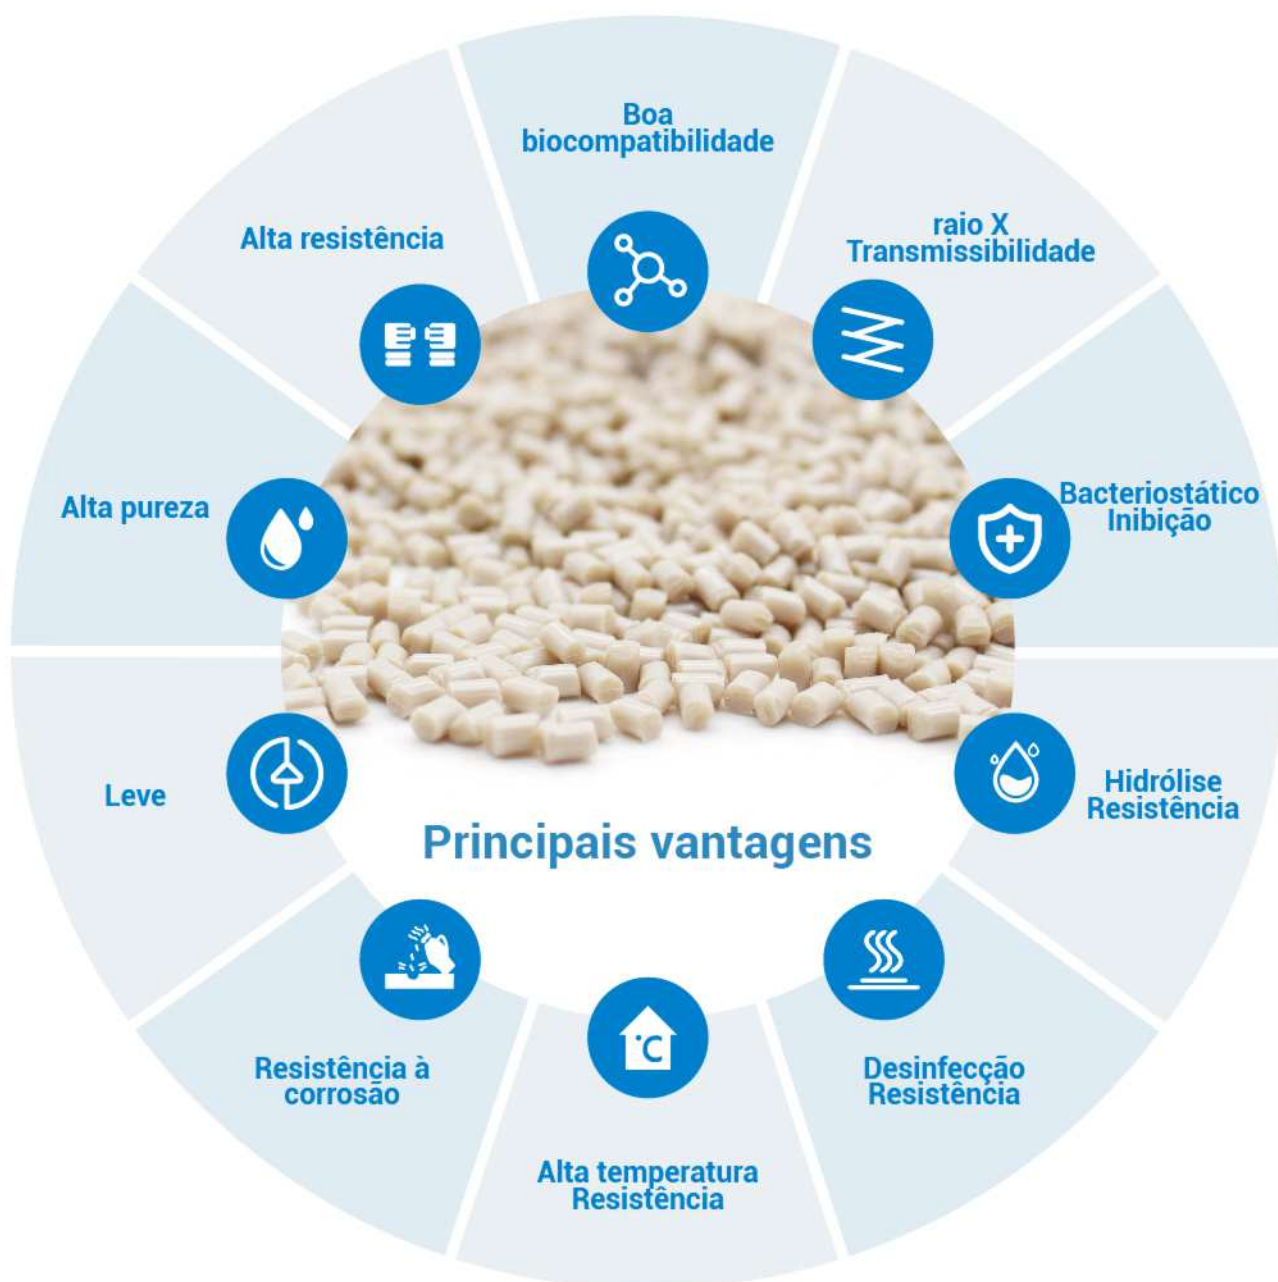 Boa
biocompatibilidade
raio X
Transmissibilidade
Bacteriostático
Inibição
Hidrólise
Resistência
Desinfecção
Resistência
Alta temperatura
Resistência
Resistência à
corrosão
Leve
Alta pureza
Alta resistência
Principais vantagens
°C